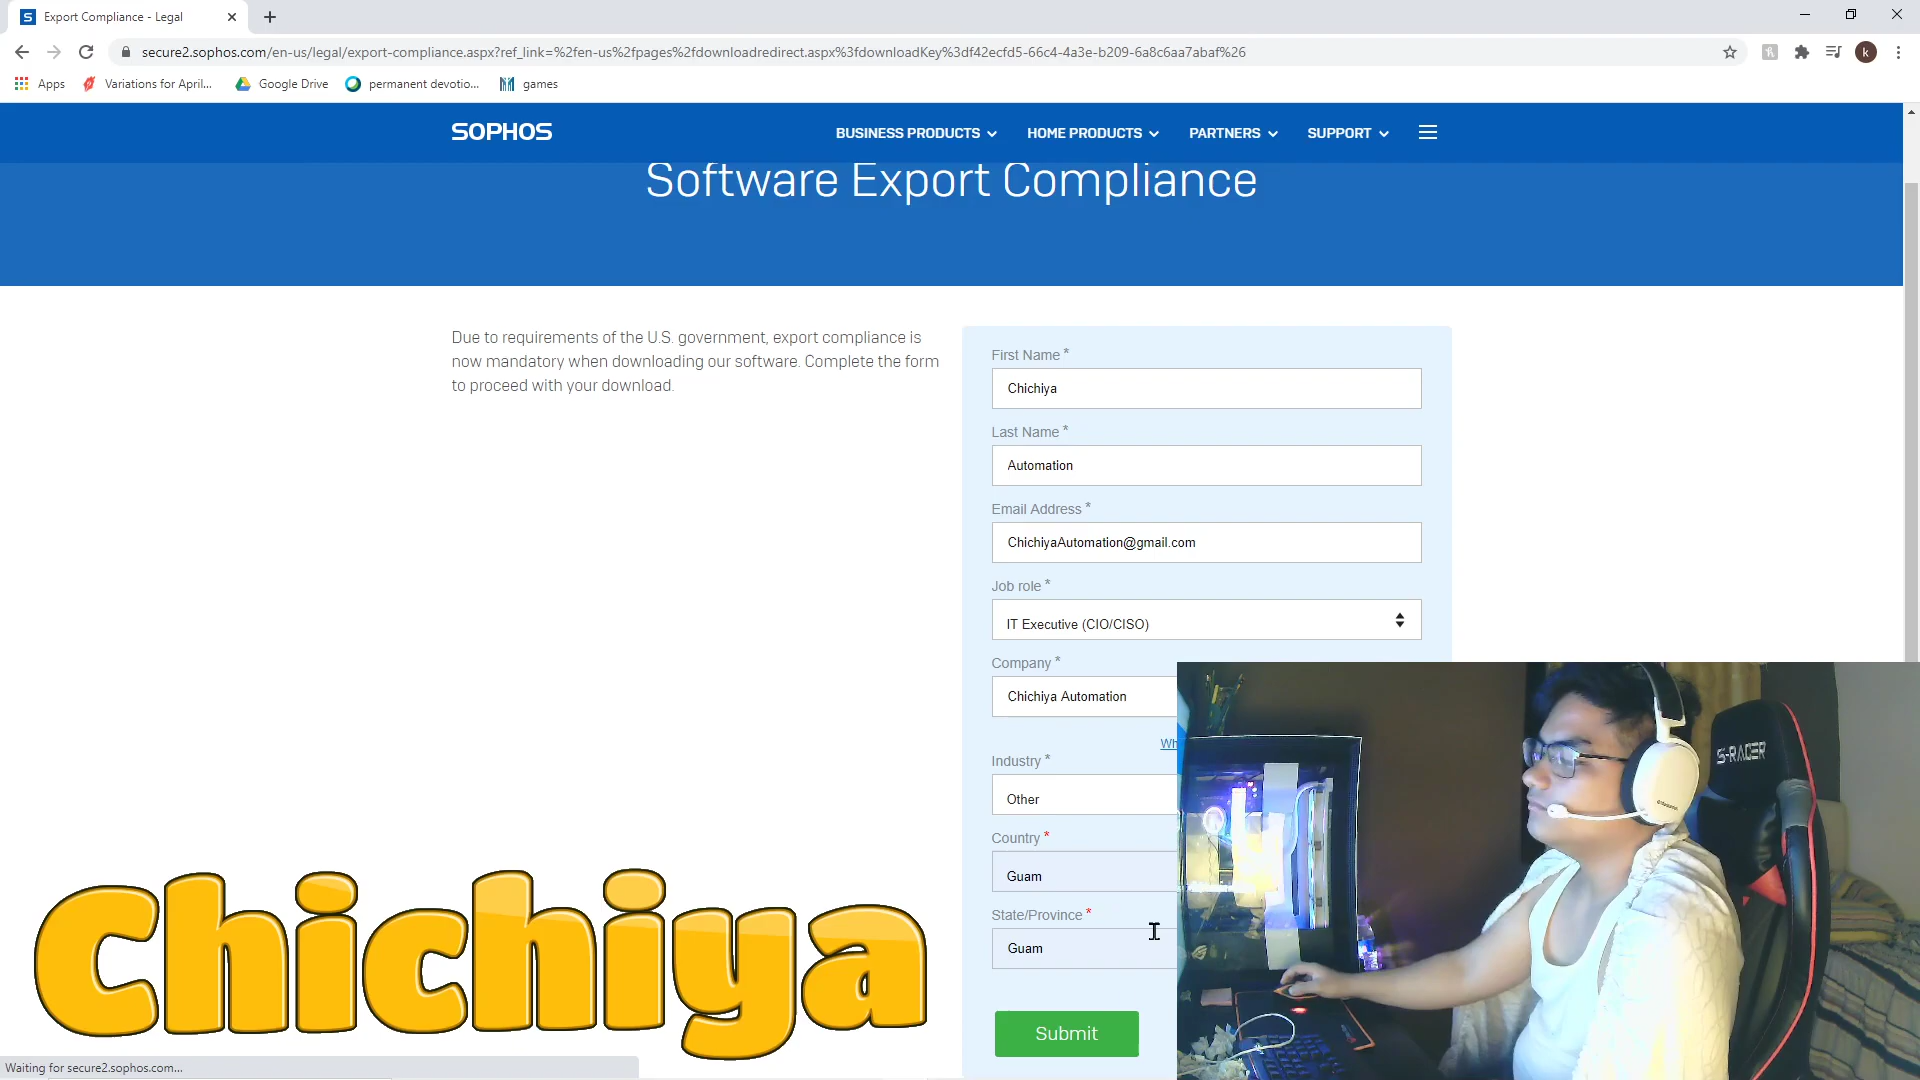 Export Compliance - Legal
secure2.sophos.com/en-us/legal/export-compliance.aspx?ref_link=%2fen-us%2fpages%2fdownloadredirect.aspx%3fdownloadKey%3df42ecfd5-66c4-4a3e-b209-6a8c6aa7abaf%26
k
Apps
Variations for April...
Google Drive
permanent devotio...
games
SOPHOS
BUSINESS PRODUCTS
HOME PRODUCTS
PARTNERS
SUPPORT
Software Export Compliance
Due to requirements of the U.S. government, export compliance is
now mandatory when downloading our software. Complete the form
to proceed with your download.
First Name *
Chichiya
Last Name *
Automation
Email Address *
ChichiyaAutomation@gmail.com
Job role *
IT Executive (CIO/CISO)
Company *
Chichiya Automation
Wh
Industry *
Other
Country *
Guam
State/Province *
Guam
Submit
S-RACER
Chichiya
Waiting for secure2.sophos.com...